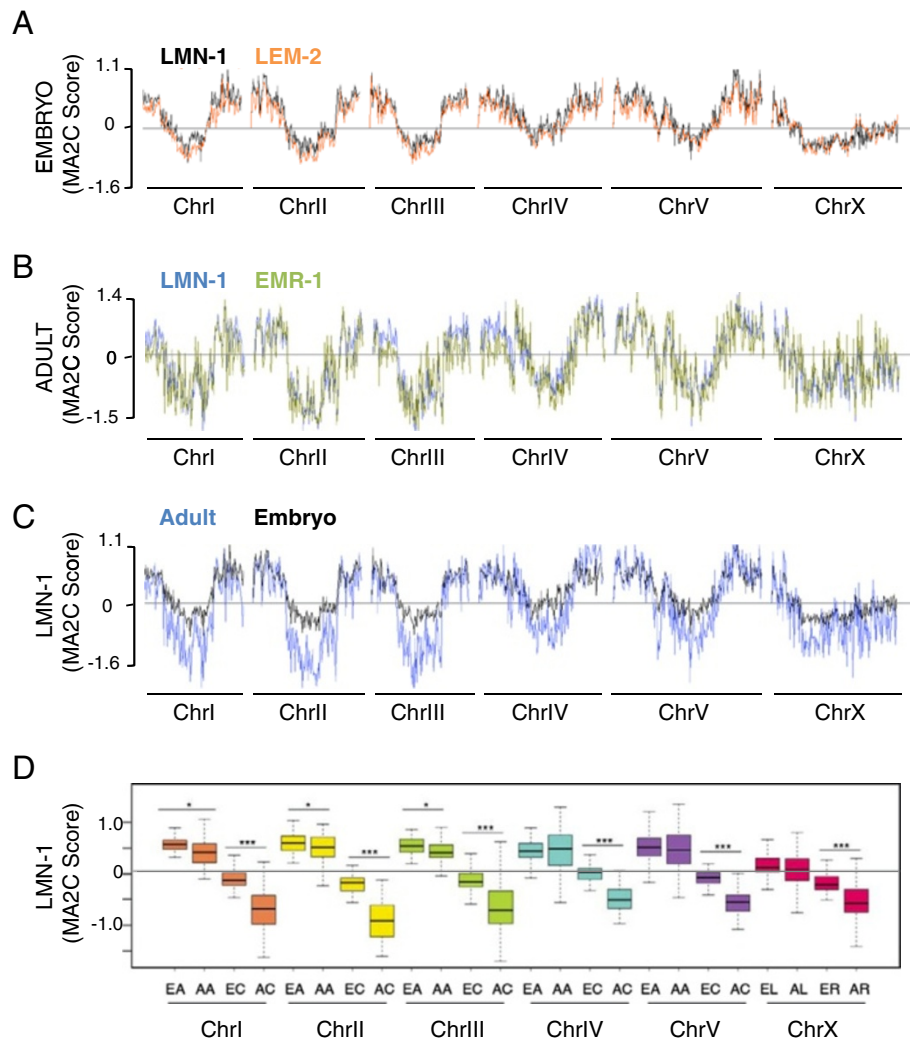 A
LMN-1 LEM-2
EMBRYO
(MA2C Score)
1.1
0
-1.6
ChrI ChrII ChrIII ChrIV ChrV ChrX
B
LMN-1 EMR-1
ADULT
(MA2C Score)
1.4
0
-1.5
ChrI ChrII ChrIII ChrIV ChrV ChrX
C
Adult Embryo
LMN-1
(MA2C Score)
1.1
0
-1.6
ChrI ChrII ChrIII ChrIV ChrV ChrX
D
LMN-1
(MA2C Score)
1.0
0
-1.0
* *** * *** * *** *** *** ***
EA AA EC AC EA AA EC AC EA AA EC AC EA AA EC AC EA AA EC AC EL AL ER AR
ChrI ChrII ChrIII ChrIV ChrV ChrX